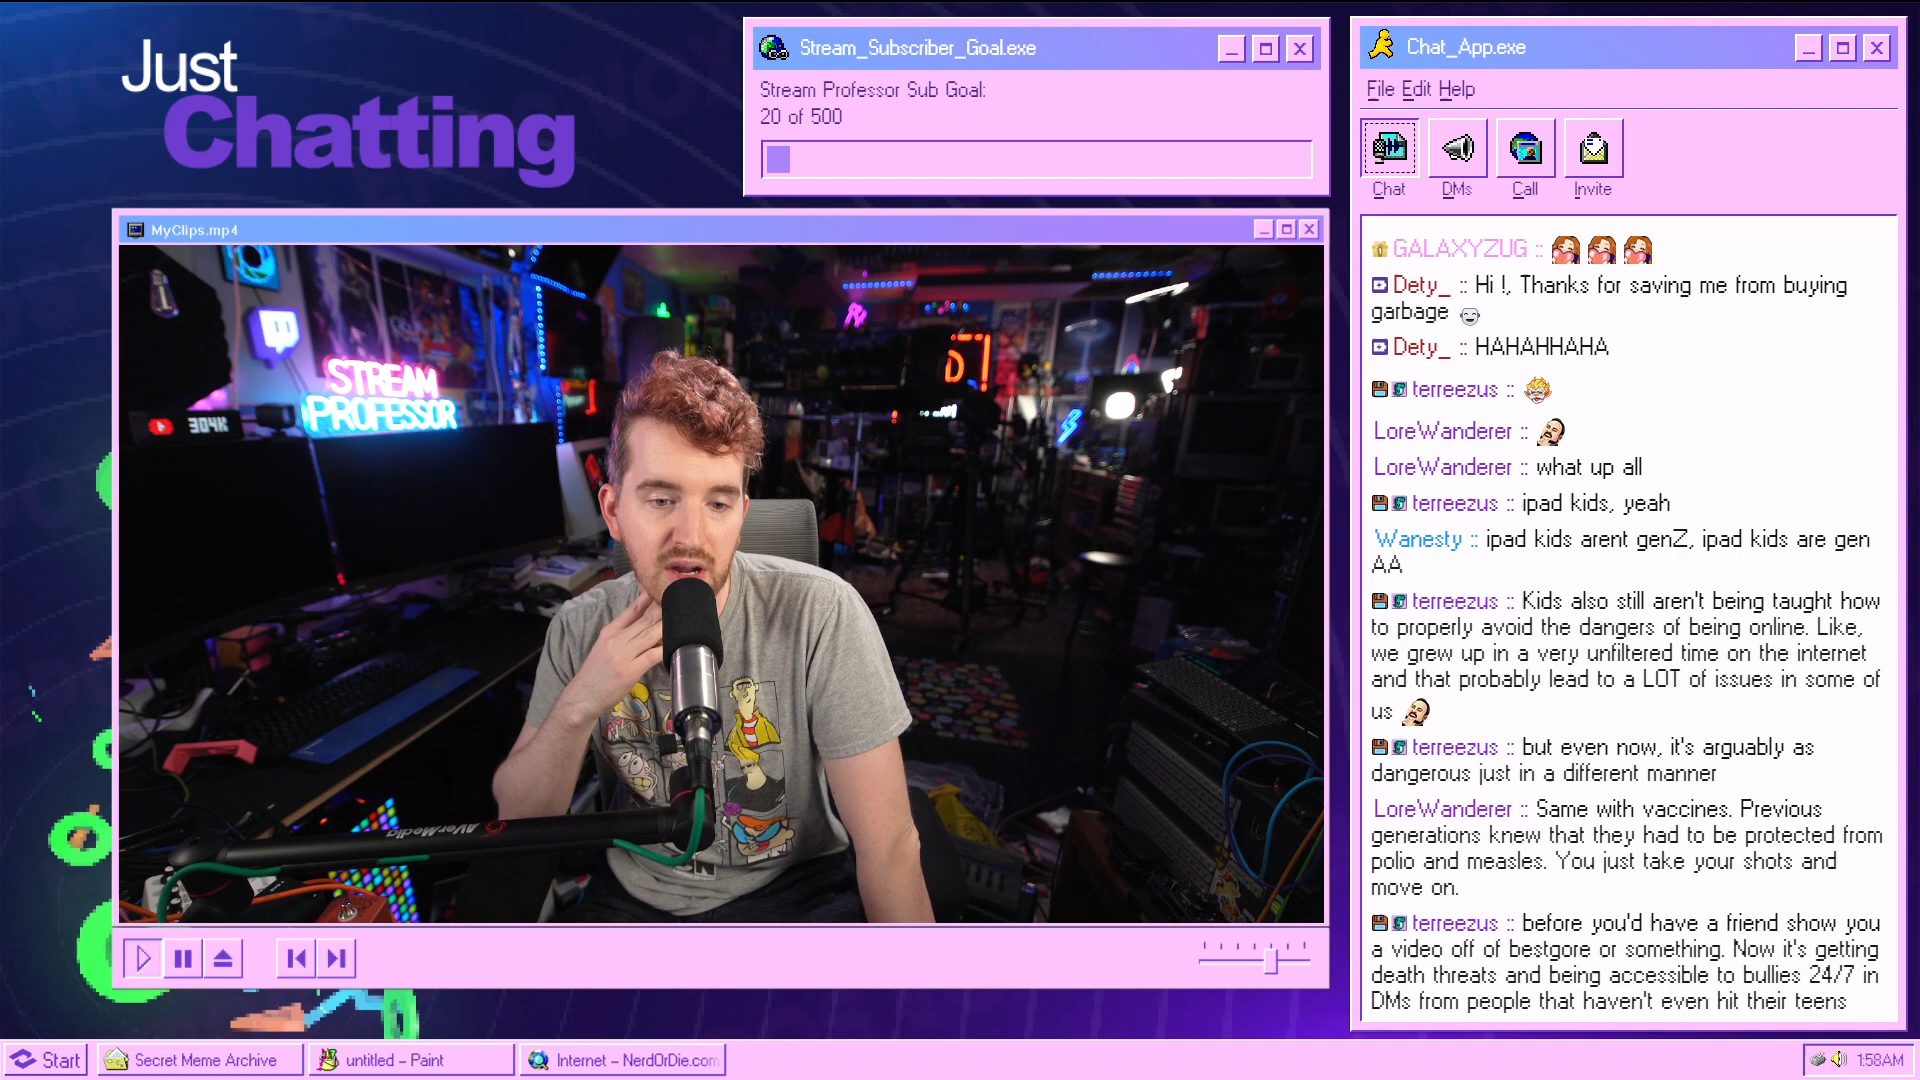 Just
Chatting
Stream_Subscriber_Goal.exe
Stream Professor Sub Goal:
20 of 500
MyClips.mp4
STREAM
PROFESSOR
304K
AVerMedia
Chat_App.exe
File Edit Help
Chat DMs Call Invite
GALAXYZUG ::
Dety_ :: Hi !, Thanks for saving me from buying
garbage
Dety_ :: HAHAHHAHA
terreezus ::
LoreWanderer ::
LoreWanderer :: what up all
terreezus :: ipad kids, yeah
Wanesty :: ipad kids arent genZ, ipad kids are gen
AA
terreezus :: Kids also still aren't being taught how
to properly avoid the dangers of being online. Like,
we grew up in a very unfiltered time on the internet
and that probably lead to a LOT of issues in some of
us
terreezus :: but even now, it's arguably as
dangerous just in a different manner
LoreWanderer :: Same with vaccines. Previous
generations knew that they had to be protected from
polio and measles. You just take your shots and
move on.
terreezus :: before you'd have a friend show you
a video off of bestgore or something. Now it's getting
death threats and being accessible to bullies 24/7 in
DMs from people that haven't even hit their teens
Start
Secret Meme Archive
untitled - Paint
Internet - NerdOrDie.com
1:58AM